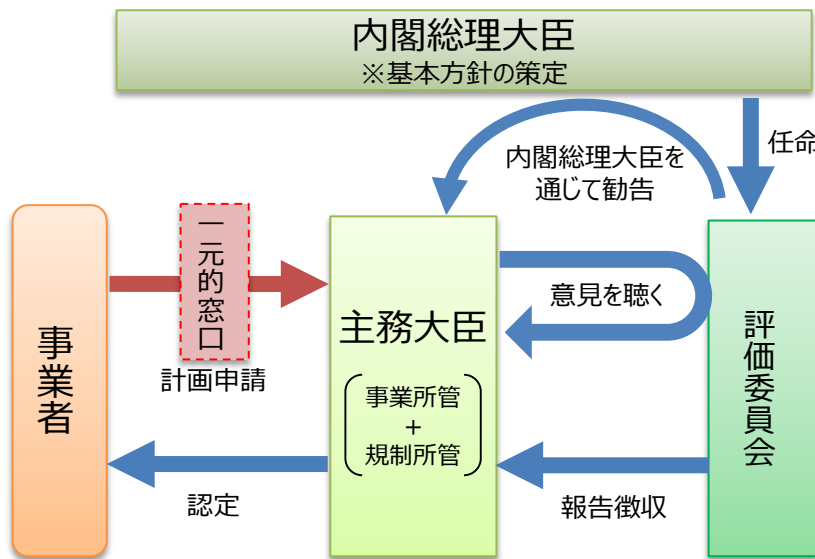 内閣総理大臣
※基本方針の策定
任命
内閣総理大臣を
通じて勧告
一元的窓口
計画申請
事業者
主務大臣
事業所管
+
規制所管
意見を聴く
評価委員会
認定
報告徴収